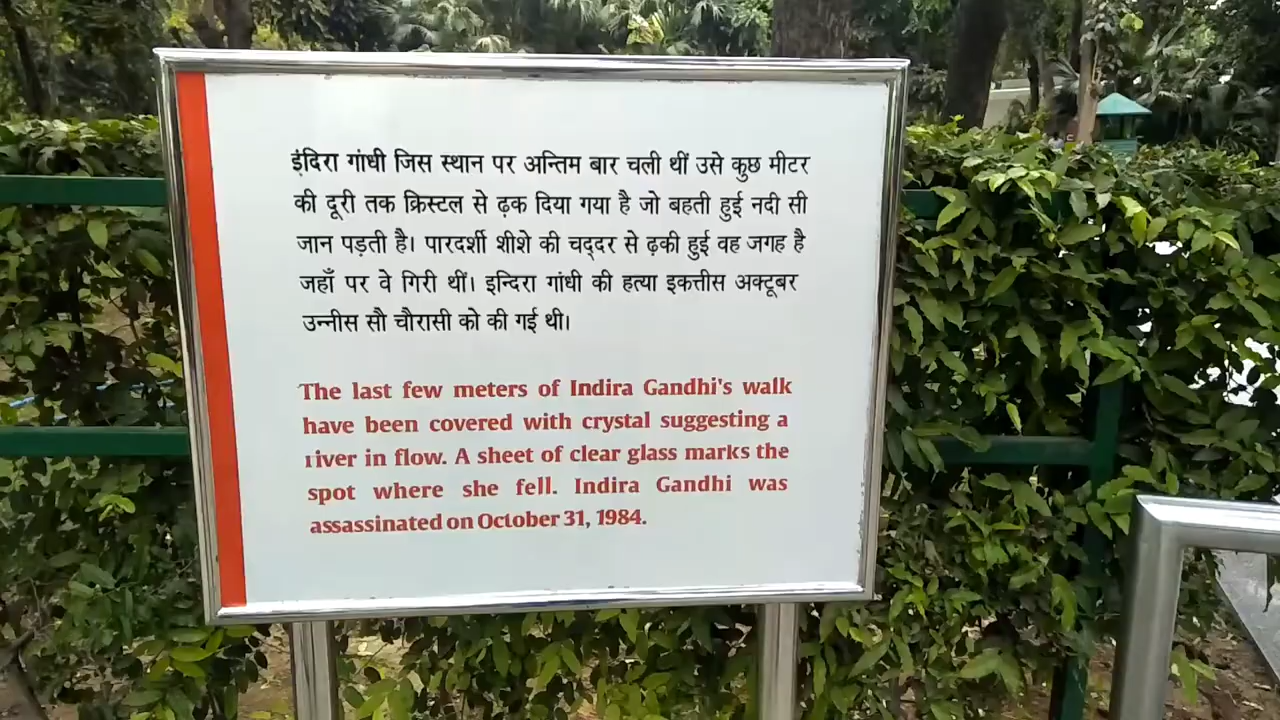 इंदिरा गांधी जिस स्थान पर अन्तिम बार चली थीं उसे कुछ मीटर
की दूरी तक क्रिस्टल से ढ़क दिया गया है जो बहती हुई नदी सी
जान पड़ती है। पारदर्शी शीशे की चद्‌दर से ढ़की हुई वह जगह है
जहाँ पर वे गिरी थीं। इन्दिरा गांधी की हत्या इकत्तीस अक्टूबर
उन्नीस सौ चौरासी को की गई थी।
The last few meters of Indira Gandhi's walk
have been covered with crystal suggesting a
river in flow. A sheet of clear glass marks the
spot where she fell. Indira Gandhi was
assassinated on October 31, 1984.